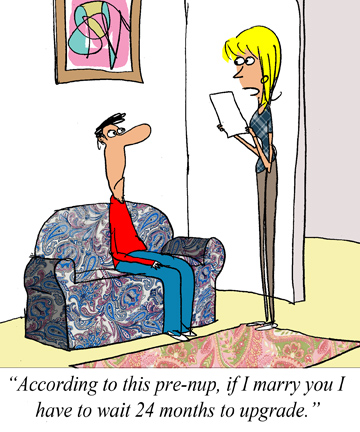 “According to this pre-nup, if I marry you I
have to wait 24 months to upgrade.”